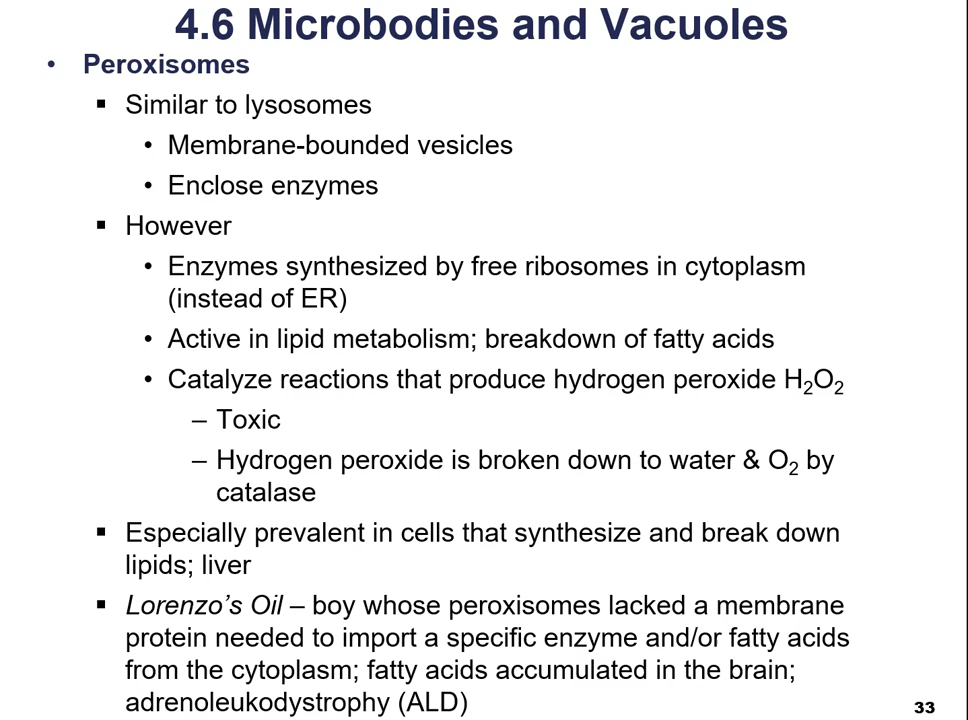 4.6 Microbodies and Vacuoles
• Peroxisomes
▪ Similar to lysosomes
• Membrane-bounded vesicles
• Enclose enzymes
▪ However
• Enzymes synthesized by free ribosomes in cytoplasm
(instead of ER)
• Active in lipid metabolism; breakdown of fatty acids
• Catalyze reactions that produce hydrogen peroxide H₂O₂
– Toxic
– Hydrogen peroxide is broken down to water & O₂ by
catalase
▪ Especially prevalent in cells that synthesize and break down
lipids; liver
▪ Lorenzo’s Oil – boy whose peroxisomes lacked a membrane
protein needed to import a specific enzyme and/or fatty acids
from the cytoplasm; fatty acids accumulated in the brain;
adrenoleukodystrophy (ALD)
33